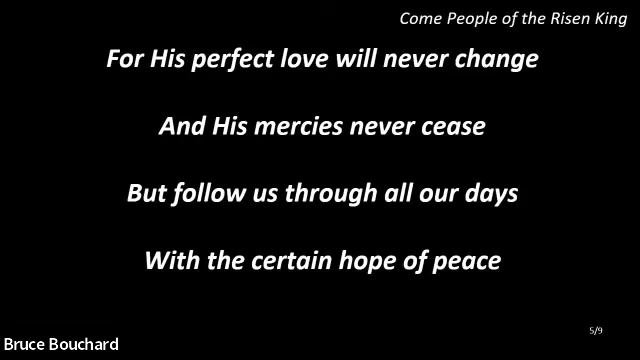 Come People of the Risen King
For His perfect love will never change
And His mercies never cease
But follow us through all our days
With the certain hope of peace
5/9
Bruce Bouchard